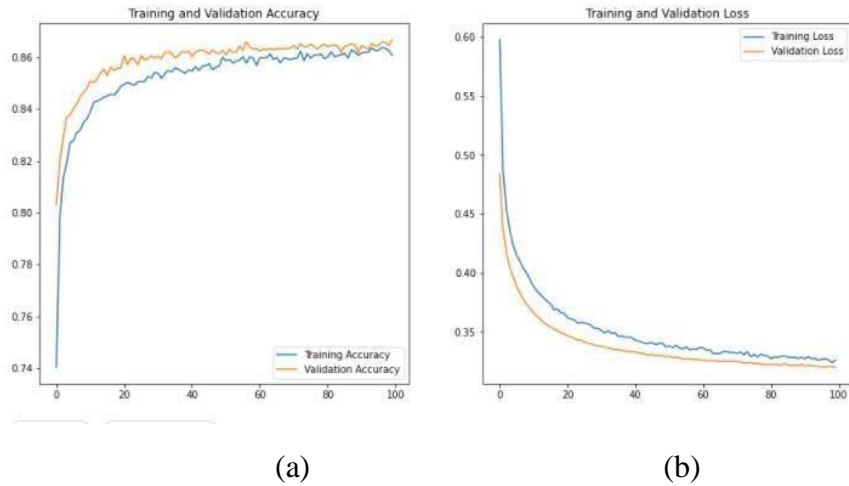 Training and Validation Accuracy
0.86
0.84
0.82
0.80
0.78
0.76
0.74
0 20 40 60 80 100
Training Accuracy
Validation Accuracy
(a)
Training and Validation Loss
0.60
0.55
0.50
0.45
0.40
0.35
0 20 40 60 80 100
Training Loss
Validation Loss
(b)